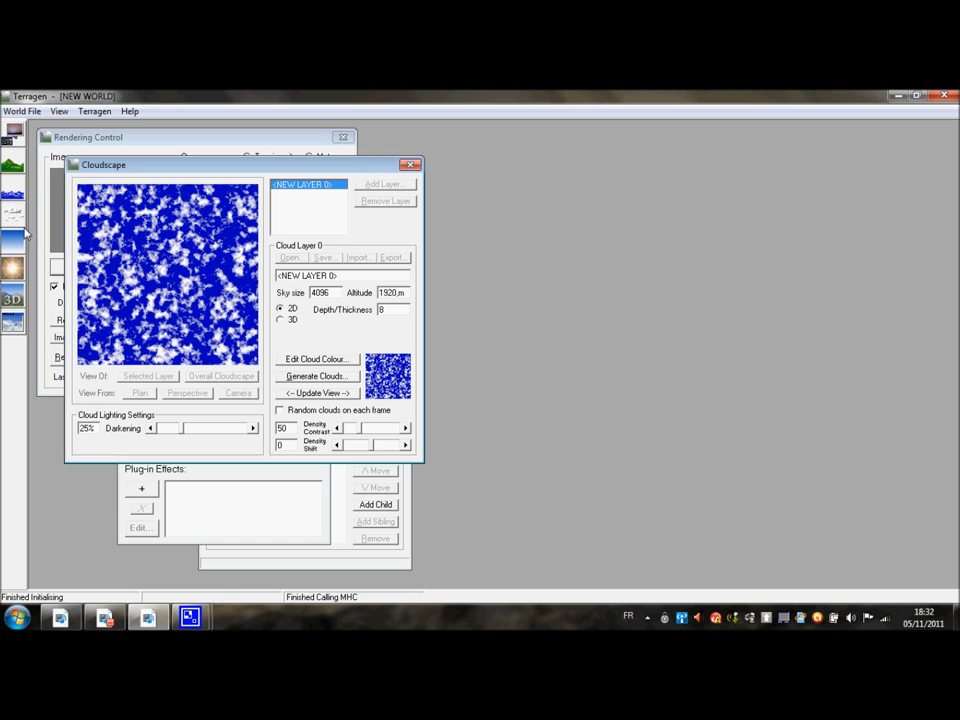 Terragen - [NEW WORLD]
World File View Terragen Help
Rendering Control
Cloudscape
<NEW LAYER 0>
Add Layer...
Remove Layer
Cloud Layer 0
Open... Save... Import... Export...
<NEW LAYER 0>
Sky size 4096 Altitude 1920,m
2D Depth/Thickness 8
3D
Edit Cloud Colour...
View Of: Selected Layer Overall Cloudscape
Generate Clouds...
View From: Plan Perspective Camera
<-- Update View -->
Random clouds on each frame
Cloud Lighting Settings
25% Darkening
50 Density Contrast
0 Density Shift
Plug-in Effects:
+
X
Edit...
/\ Move
\/ Move
Add Child
Add Sibling
Remove
3D
Finished Initialising
Finished Calling MHC
FR
18:32
05/11/2011